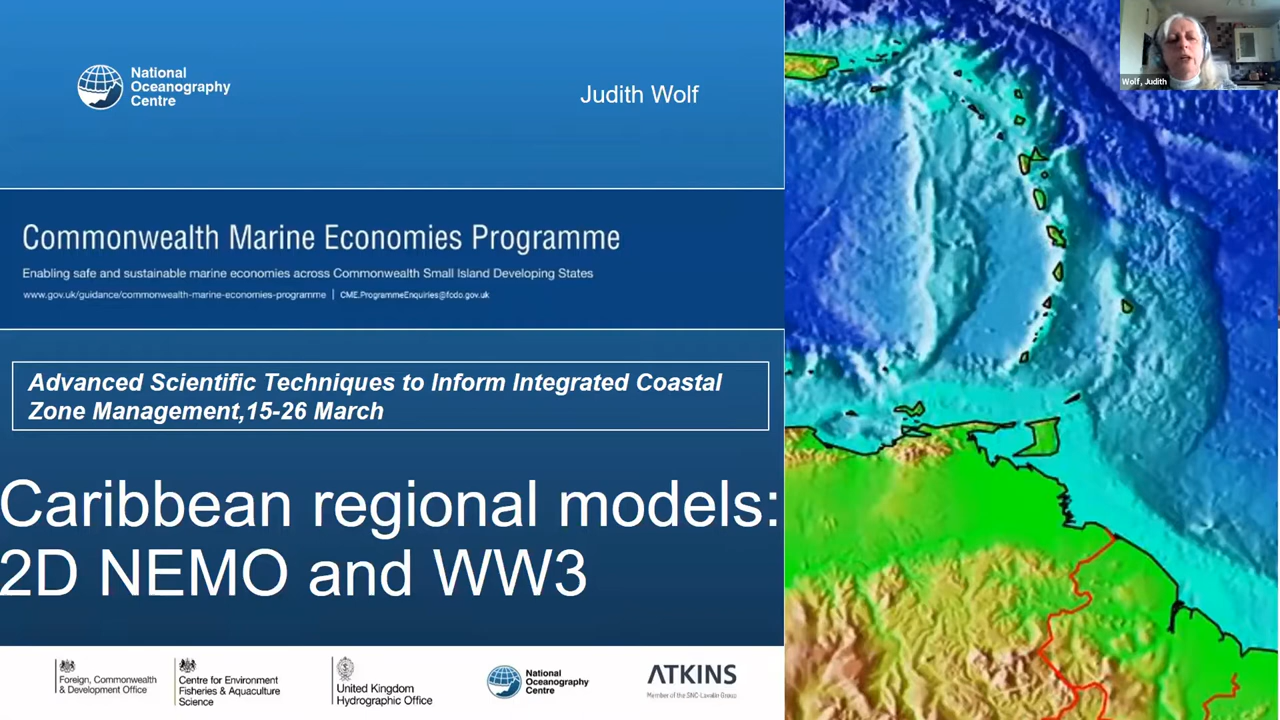 National
Oceanography
Centre
Judith Wolf
Wolf, Judith
Commonwealth Marine Economies Programme
Enabling safe and sustainable marine economies across Commonwealth Small Island Developing States
www.gov.uk/guidance/commonwealth-marine-economies-programme | CME.ProgrammeEnquiries@fcdo.gov.uk
Advanced Scientific Techniques to Inform Integrated Coastal
Zone Management,15-26 March
Caribbean regional models:
2D NEMO and WW3
Foreign, Commonwealth
& Development Office
Centre for Environment
Fisheries & Aquaculture
Science
United Kingdom
Hydrographic Office
National
Oceanography
Centre
ATKINS
Member of the SNC-Lavalin Group